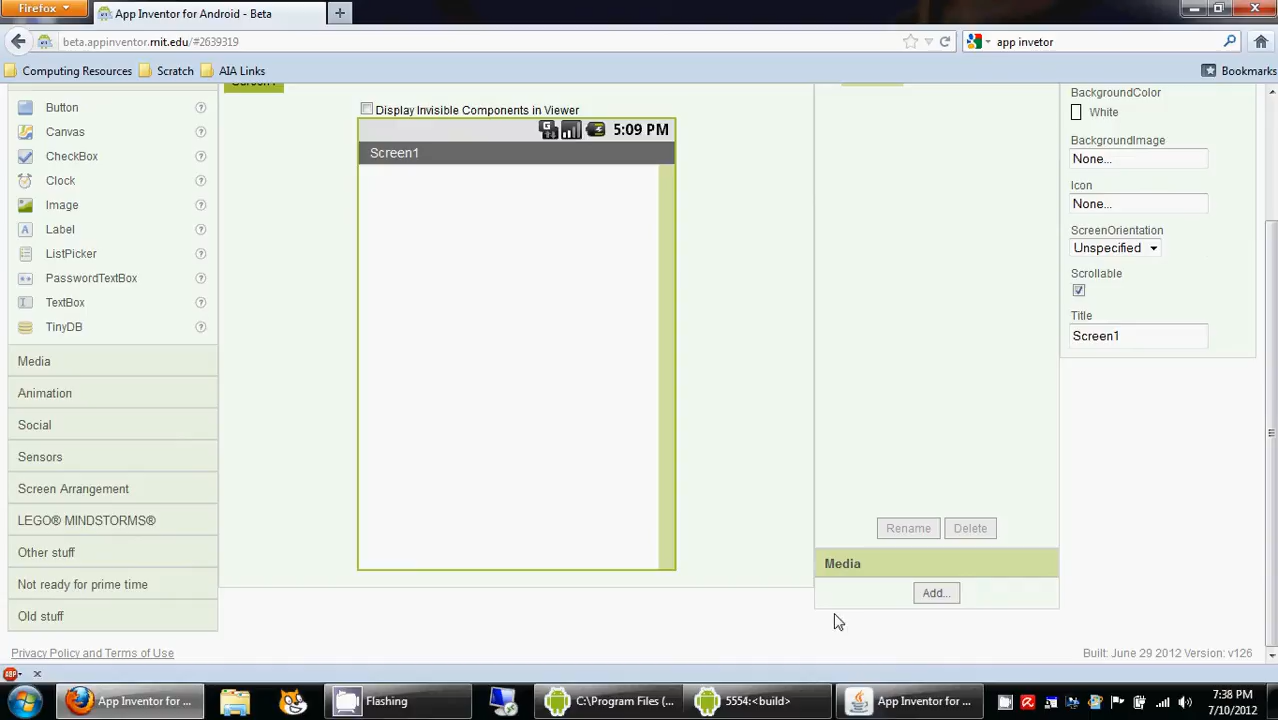 Firefox
App Inventor for Android - Beta
beta.appinventor.mit.edu/#2639319
app invetor
Computing Resources
Scratch
AIA Links
Bookmarks
Screen1
Button
Canvas
CheckBox
Clock
Image
Label
ListPicker
PasswordTextBox
TextBox
TinyDB
Media
Animation
Social
Sensors
Screen Arrangement
LEGO® MINDSTORMS®
Other stuff
Not ready for prime time
Old stuff
Display Invisible Components in Viewer
5:09 PM
Screen1
Rename
Delete
Media
Add...
BackgroundColor
White
BackgroundImage
None...
Icon
None...
ScreenOrientation
Unspecified
Scrollable
Title
Screen1
Privacy Policy and Terms of Use
Built: June 29 2012 Version: v126
ABP
App Inventor for ...
Flashing
C:\Program Files (...
5554:<build>
App Inventor for ...
7:38 PM
7/10/2012